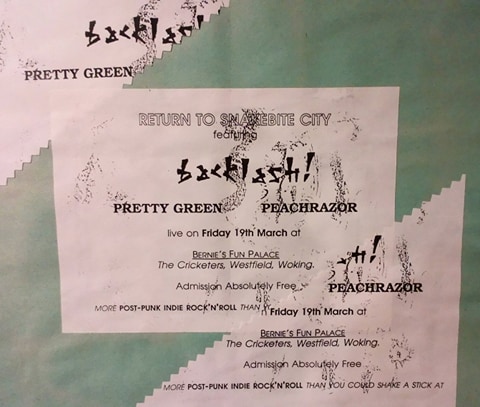 backlash!
PRETTY GREEN
RETURN TO SNAKEBITE CITY
featuring
backlash!
PRETTY GREEN PEACHRAZOR
live on Friday 19th March at
BERNIE'S FUN PALACE
The Cricketers, Westfield, Woking.
Admission Absolutely Free
MORE POST-PUNK INDIE ROCK'N'ROLL THAN Y
h!
PEACHRAZOR
n Friday 19th March at
BERNIE'S FUN PALACE
The Cricketers, Westfield, Woking.
Admission Absolutely Free
MORE POST-PUNK INDIE ROCK'N'ROLL THAN YOU COULD SHAKE A STICK AT